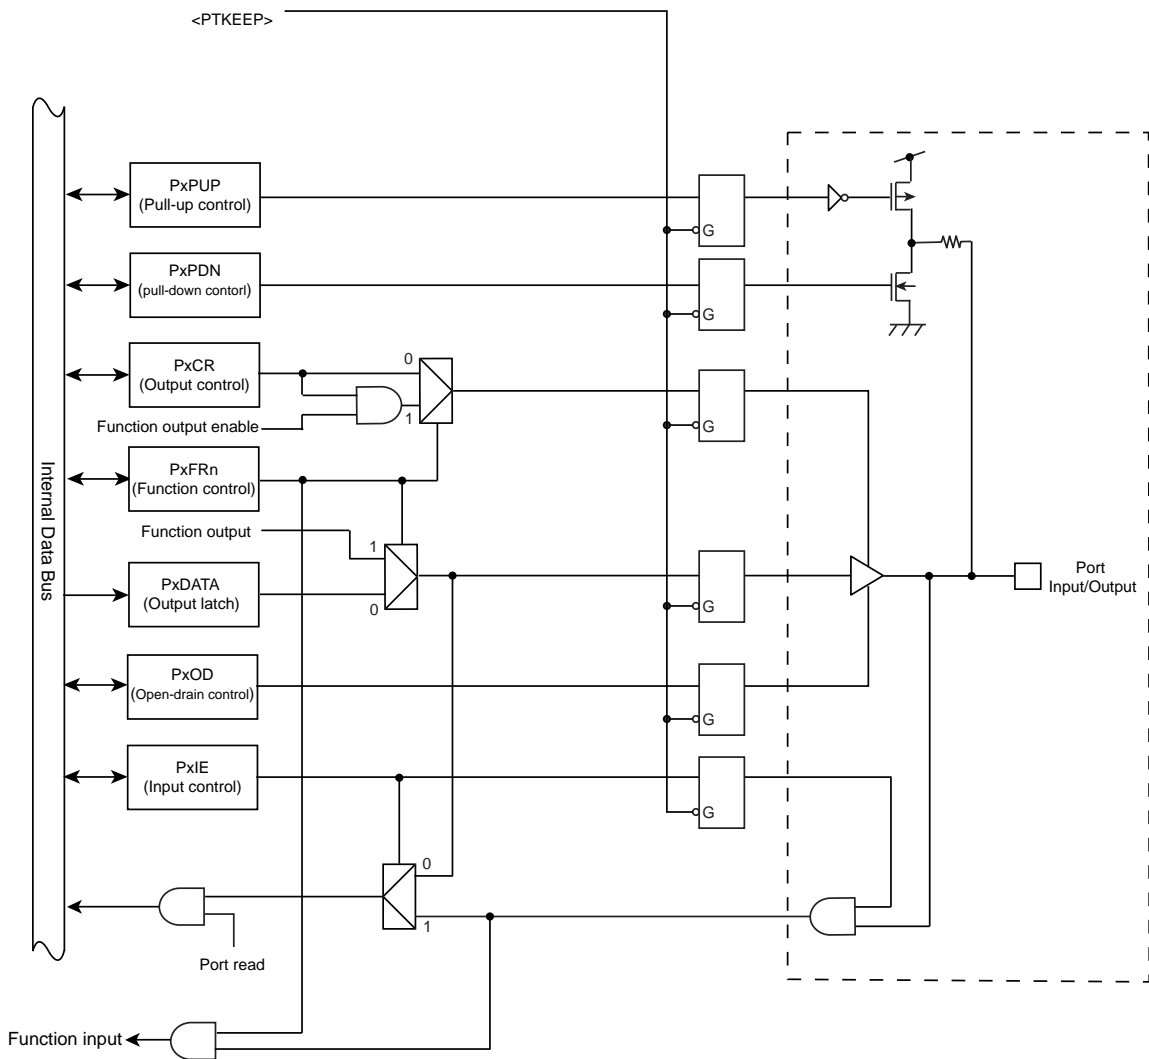 <PTKEEP>
PxPUP
(Pull-up control)
G
PxPDN
(pull-down contorl)
G
PxCR
(Output control)
0
1
Function output enable
G
Internal Data Bus
PxFRn
(Function control)
Function output
1
0
PxDATA
(Output latch)
G
Port
Input/Output
PxOD
(Open-drain control)
G
PxIE
(Input control)
G
0
1
Port read
Function input